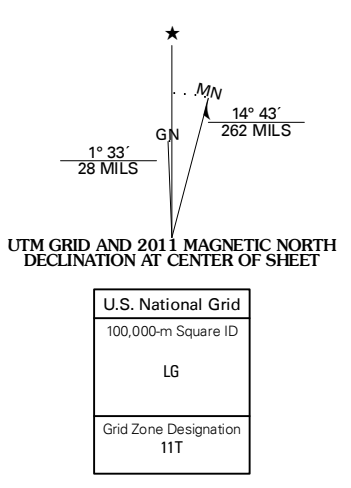 ★
MN
14° 43´
262 MILS
GN
1° 33´
28 MILS
UTM GRID AND 2011 MAGNETIC NORTH
DECLINATION AT CENTER OF SHEET
U.S. National Grid
100,000-m Square ID
LG
Grid Zone Designation
11T